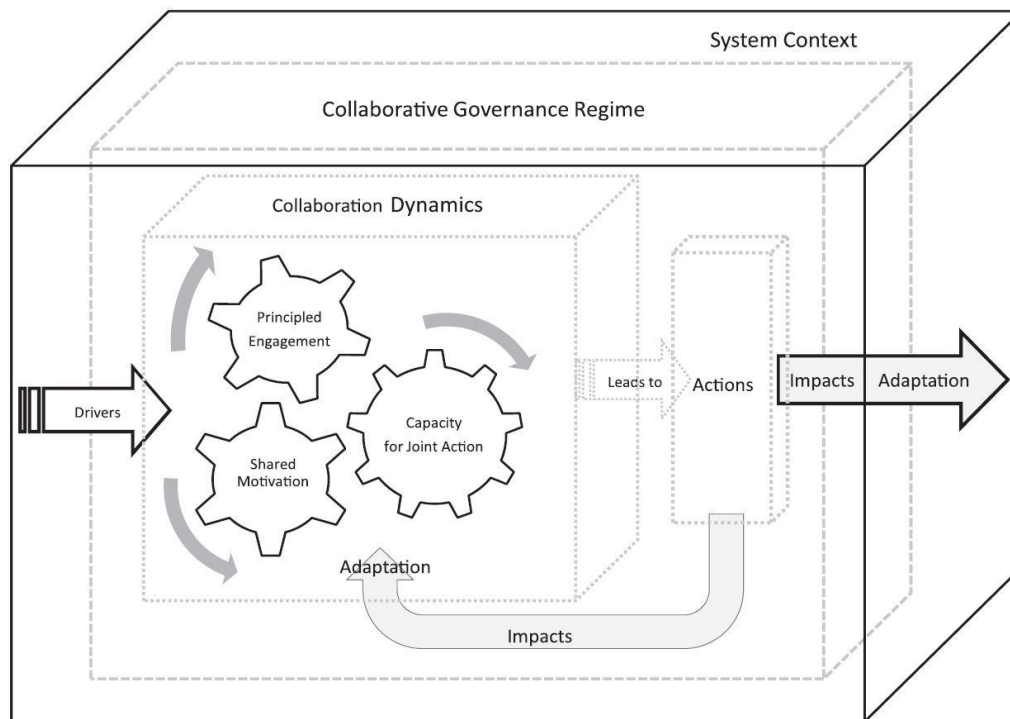 System Context
Collaborative Governance Regime
Collaboration Dynamics
Principled
Engagement
Drivers
Capacity
for Joint Action
Shared
Motivation
Leads to
Actions
Impacts
Adaptation
Adaptation
Impacts